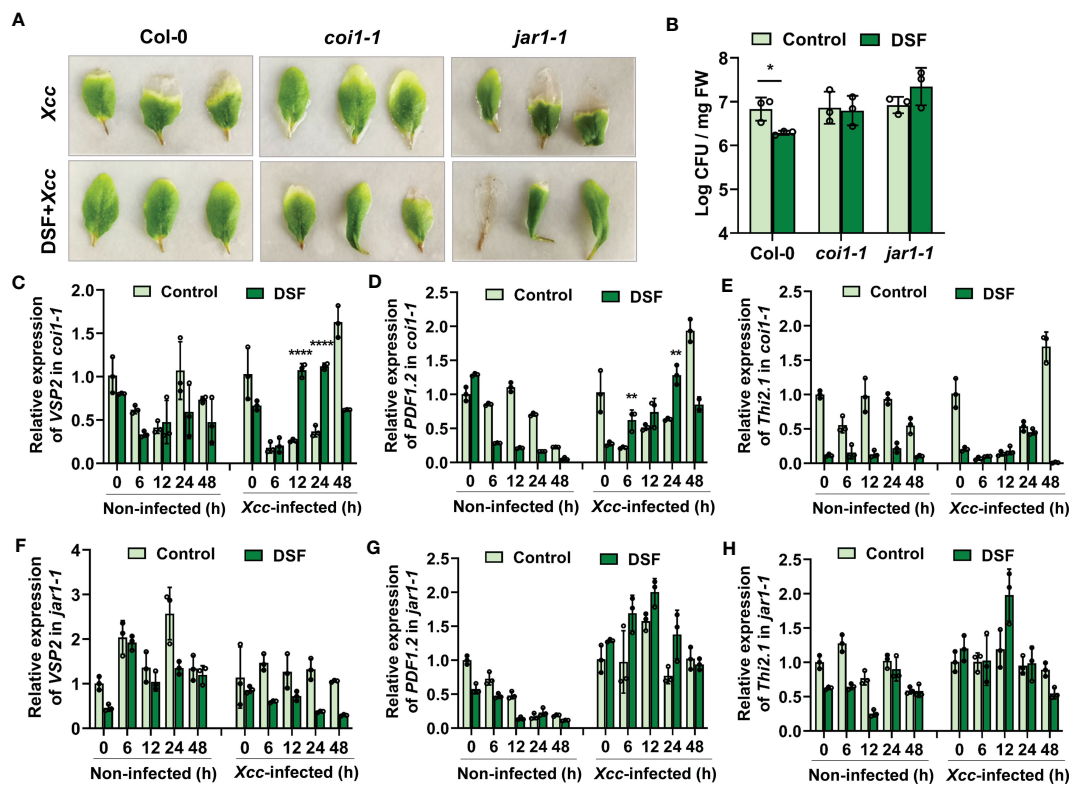 A
Col-0
coi1-1
jar1-1
Xcc
DSF+Xcc
B
Control
DSF
Log CFU / mg FW
8
7
6
5
4
*
Col-0
coi1-1
jar1-1
C
Control
DSF
Relative expression
of VSP2 in coi1-1
2.0
1.5
1.0
0.5
0.0
****
****
0 6 12 24 48 0 6 12 24 48
Non-infected (h)
Xcc-infected (h)
D
Control
DSF
Relative expression
of PDF1.2 in coi1-1
2.5
2.0
1.5
1.0
0.5
0.0
**
**
0 6 12 24 48 0 6 12 24 48
Non-infected (h)
Xcc-infected (h)
E
Control
DSF
Relative expression
of Thi2.1 in coi1-1
2.5
2.0
1.5
1.0
0.5
0.0
0 6 12 24 48 0 6 12 24 48
Non-infected (h)
Xcc-infected (h)
F
Control
DSF
Relative expression
of VSP2 in jar1-1
4
3
2
1
0
0 6 12 24 48 0 6 12 24 48
Non-infected (h)
Xcc-infected (h)
G
Control
DSF
Relative expression
of PDF1.2 in jar1-1
2.5
2.0
1.5
1.0
0.5
0.0
0 6 12 24 48 0 6 12 24 48
Non-infected (h)
Xcc-infected (h)
H
Control
DSF
Relative expression
of Thi2.1 in jar1-1
2.5
2.0
1.5
1.0
0.5
0.0
0 6 12 24 48 0 6 12 24 48
Non-infected (h)
Xcc-infected (h)